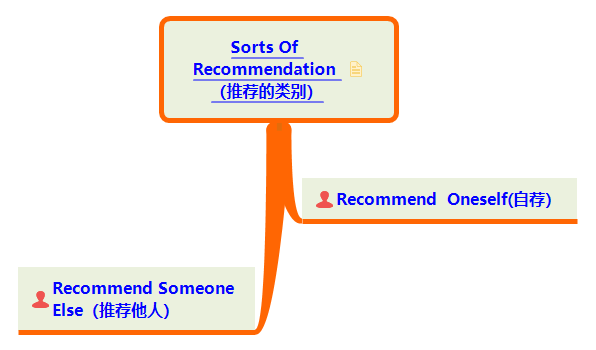 Sorts Of
Recommendation
（推荐的类别）
Recommend Oneself(自荐)
Recommend Someone
Else（推荐他人）